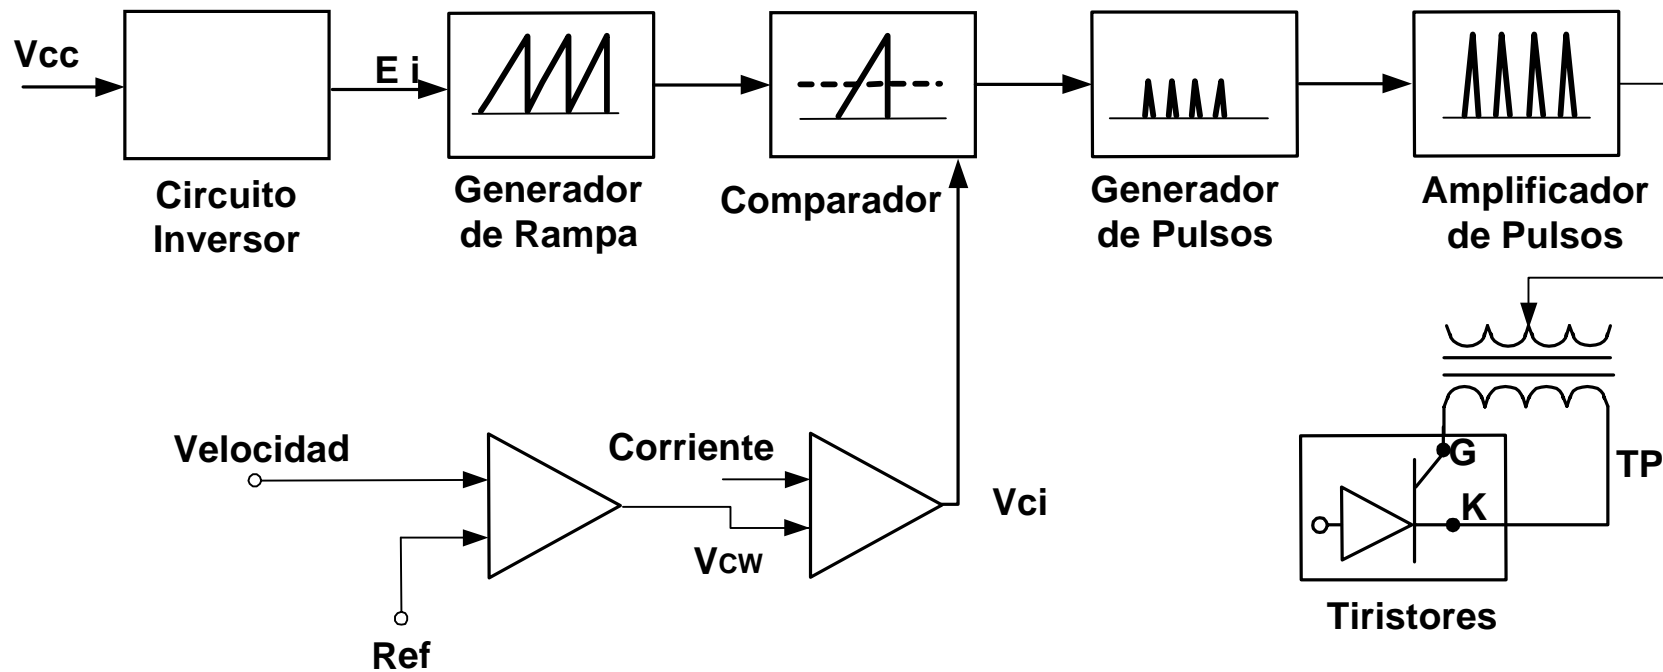 Vcc
E i
Circuito
Inversor
Generador
de Rampa
Comparador
Generador
de Pulsos
Amplificador
de Pulsos
Velocidad
Corriente
Vci
VCW
Ref
G
K
TP
Tiristores